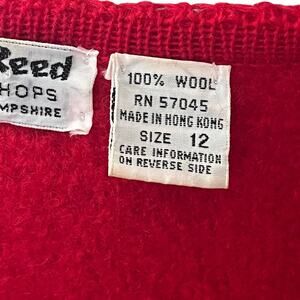 Reed
HOPS
MPSHIRE
100% WOOL
RN 57045
MADE IN HONG KONG
SIZE 12
CARE INFORMATION
ON REVERSE SIDE